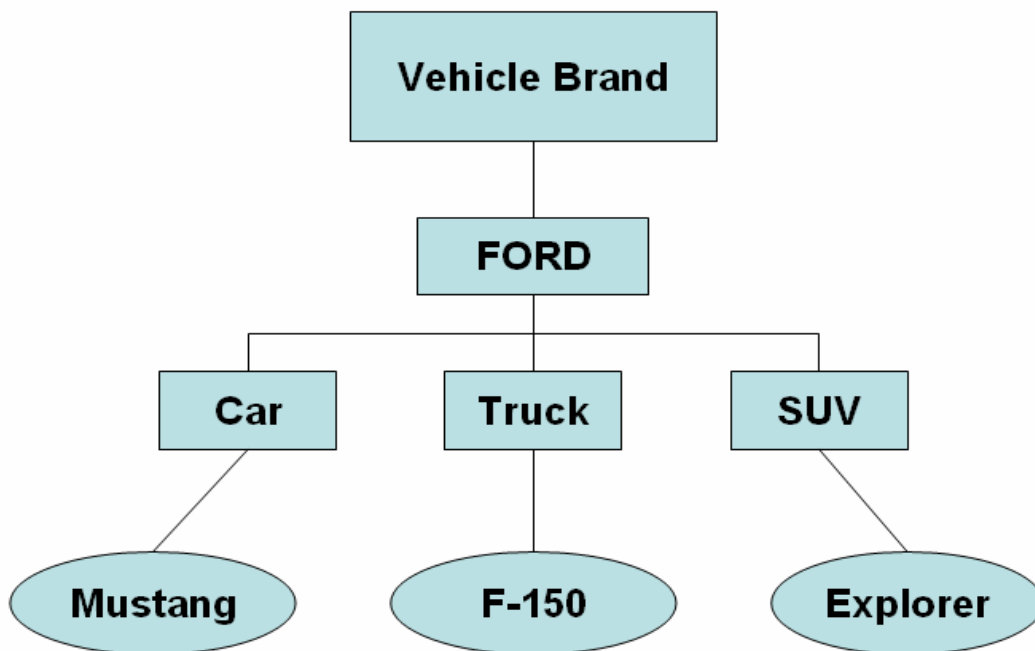 Vehicle Brand
FORD
Car
Truck
SUV
Mustang
F-150
Explorer